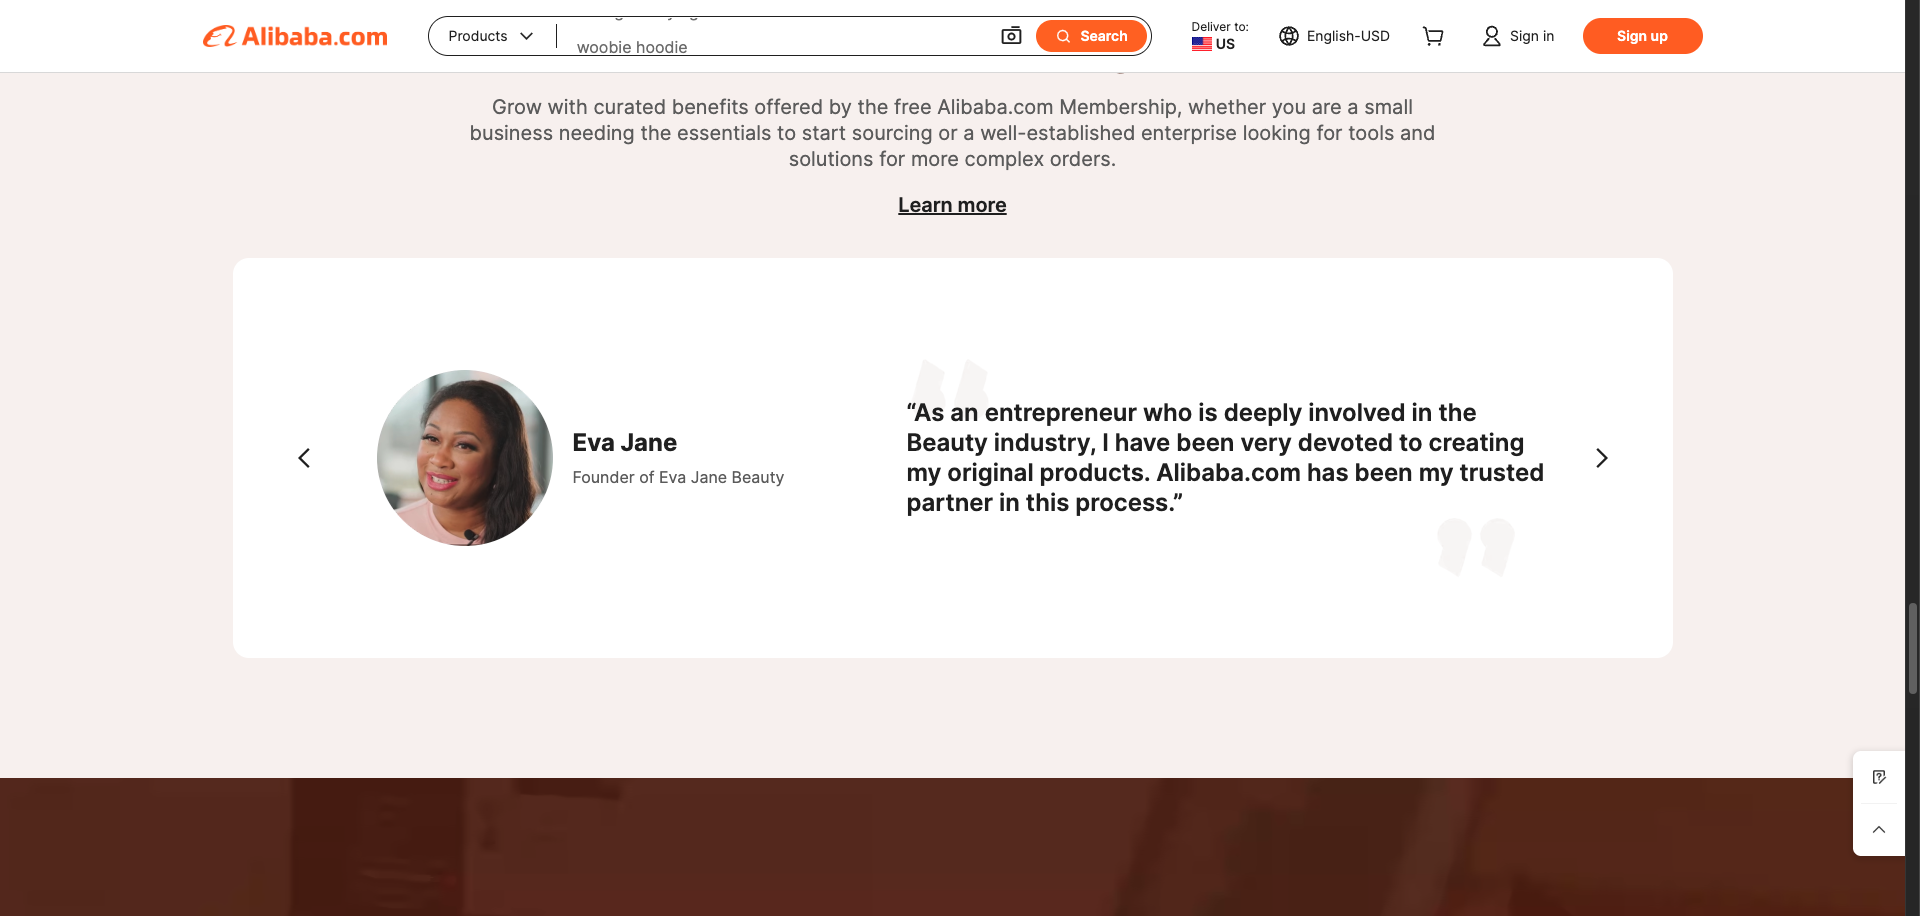 Alibaba.com
Products
woobie hoodie
Search
Deliver to:
US
English-USD
Sign in
Sign up
Grow with curated benefits offered by the free Alibaba.com Membership, whether you are a small
business needing the essentials to start sourcing or a well-established enterprise looking for tools and
solutions for more complex orders.
Learn more
Eva Jane
Founder of Eva Jane Beauty
“As an entrepreneur who is deeply involved in the
Beauty industry, I have been very devoted to creating
my original products. Alibaba.com has been my trusted
partner in this process.”